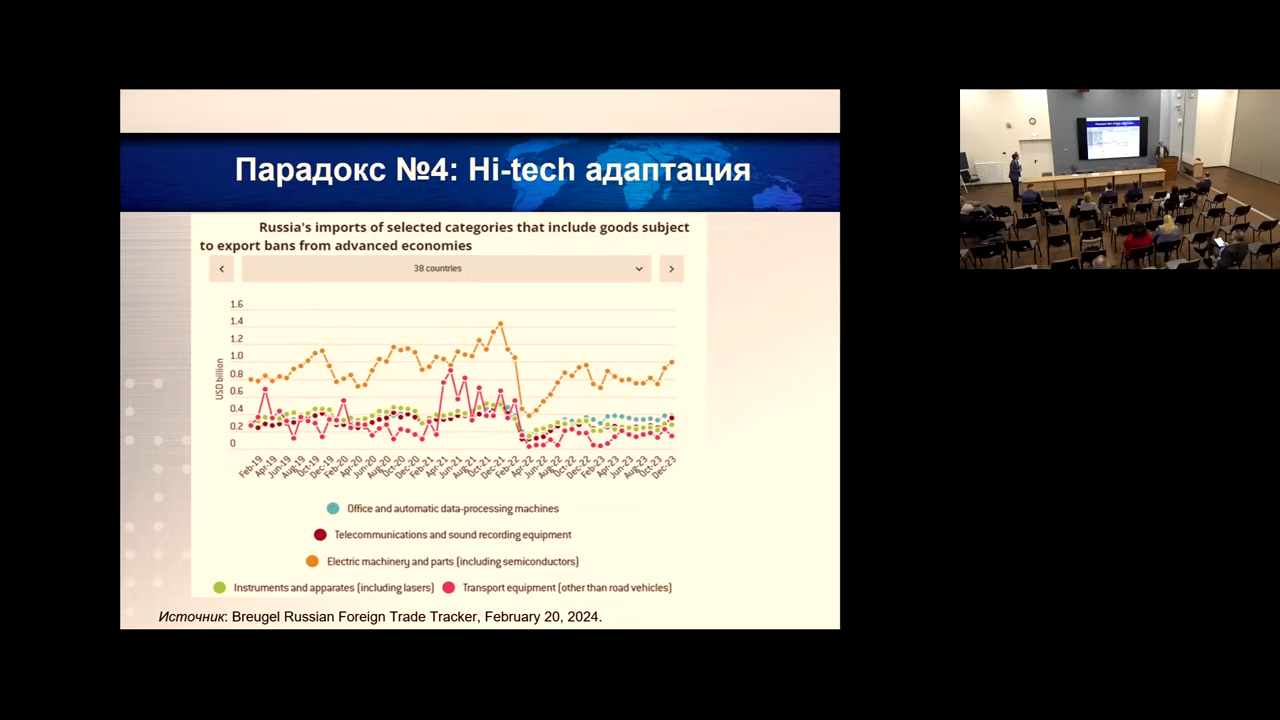 Парадокс №4: Hi-tech адаптация
Russia's imports of selected categories that include goods subject
to export bans from advanced economies
38 countries
1.6
1.4
1.2
1.0
0.8
0.6
0.4
0.2
0
USD billion
Feb-19 Apr-19 Jun-19 Aug-19 Oct-19 Dec-19 Feb-20 Apr-20 Jun-20 Aug-20 Oct-20 Dec-20 Feb-21 Apr-21 Jun-21 Aug-21 Oct-21 Dec-21 Feb-22 Apr-22 Jun-22 Aug-22 Oct-22 Dec-22 Feb-23 Apr-23 Jun-23 Aug-23 Oct-23 Dec-23
Office and automatic data-processing machines
Telecommunications and sound recording equipment
Electric machinery and parts (including semiconductors)
Instruments and apparates (including lasers) Transport equipment (other than road vehicles)
Источник: Breugel Russian Foreign Trade Tracker, February 20, 2024.